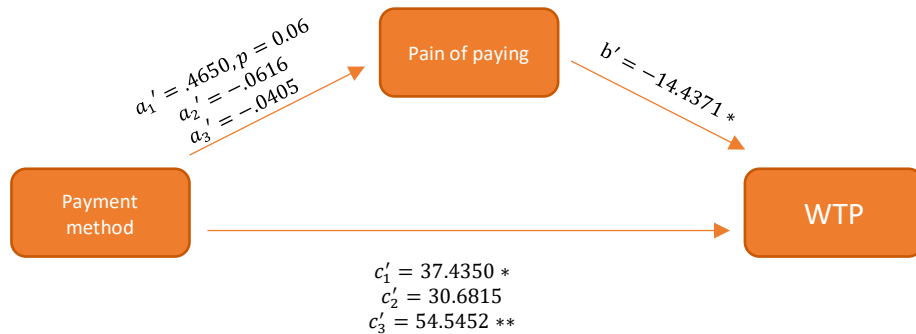 Pain of paying
a₁' = .4650, p = 0.06
a₂' = −.0616
a₃' = −.0405
b' = −14.4371 *
Payment
method
WTP
c₁' = 37.4350 *
c₂' = 30.6815
c₃' = 54.5452 **